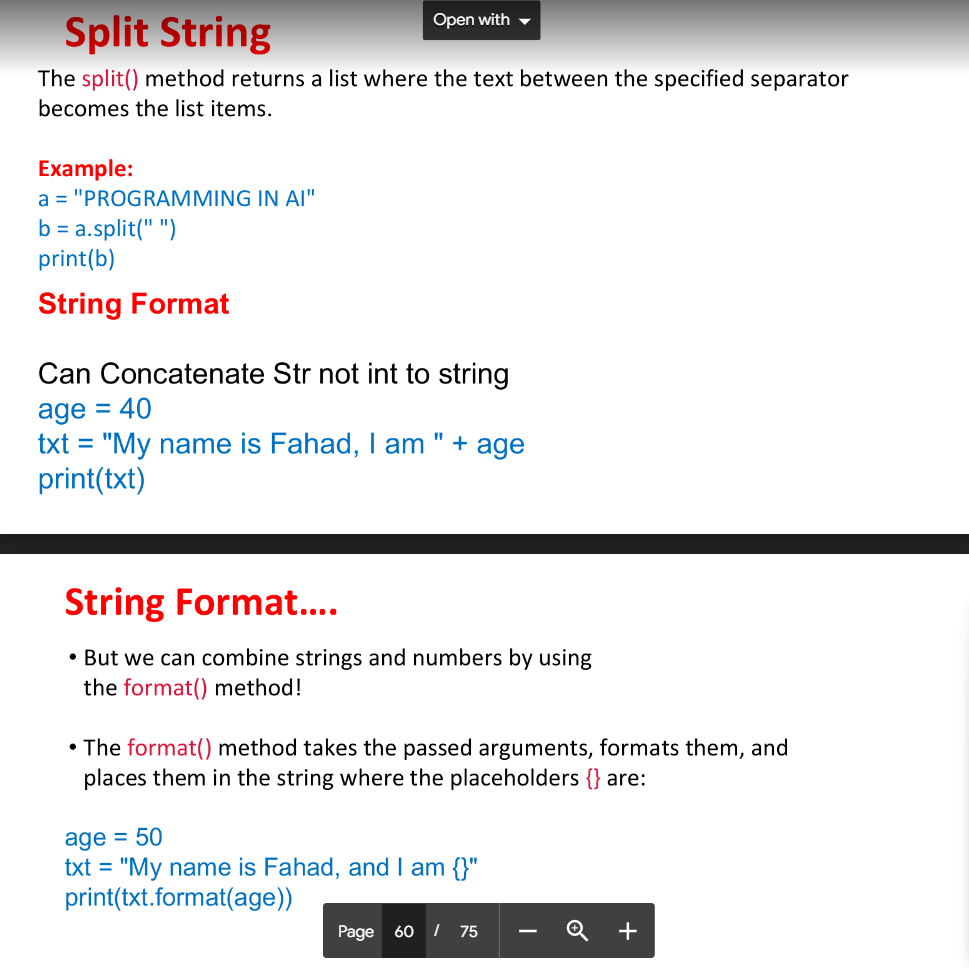 Open with
Split String
The split() method returns a list where the text between the specified separator
becomes the list items.
Example:
a = "PROGRAMMING IN AI"
b = a.split(" ")
print(b)
String Format
Can Concatenate Str not int to string
age = 40
txt = "My name is Fahad, I am " + age
print(txt)
String Format....
• But we can combine strings and numbers by using
the format() method!
• The format() method takes the passed arguments, formats them, and
places them in the string where the placeholders {} are:
age = 50
txt = "My name is Fahad, and I am {}"
print(txt.format(age))
Page 60 / 75